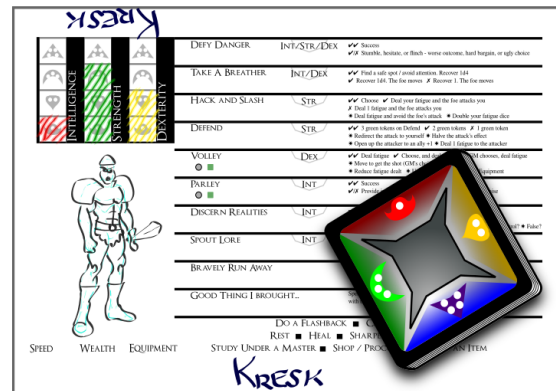 KRESK
INTELLIGENCE
STRENGTH
DEXTERITY
DEFY DANGER INT/STR/DEX ✔✔ Success
✔/✗ Stumble, hesitate, or flinch - worse outcome, hard bargain, or ugly choice
TAKE A BREATHER INT/DEX ✔✔ Find a safe spot / avoid attention. Recover 1d4
✔ Recover 1d4. The foe moves ✗ Recover 1. The foe moves
HACK AND SLASH STR ✔✔ Choose ✔ Deal your fatigue and the foe attacks you
✗ Deal 1 fatigue and the foe attacks you
● Deal fatigue and avoid the foe's attack ● Double your fatigue dice
DEFEND STR ✔✔ 3 green tokens on Defend ✔ 2 green tokens ✗ 1 green token
● Redirect the attack to yourself ● Halve the attack's effect
● Open up the attacker to an ally +1 ● Deal 1 fatigue to the attacker
VOLLEY DEX ✔✔ Deal fatigue ✔ Choose, and deal GM chooses, deal fatigue
● Move to get the shot (GM's
● Reduce fatigue dealt
PARLEY INT ✔✔ Success
✔/✗
DISCERN REALITIES INT ● False?
SPOUT LORE INT
BRAVELY RUN AWAY
GOOD THING I BROUGHT...
DO A FLASHBACK ■
REST ■ HEAL ■
STUDY UNDER A MASTER ■ SHOP / AN ITEM
SPEED WEALTH EQUIPMENT
KRESK